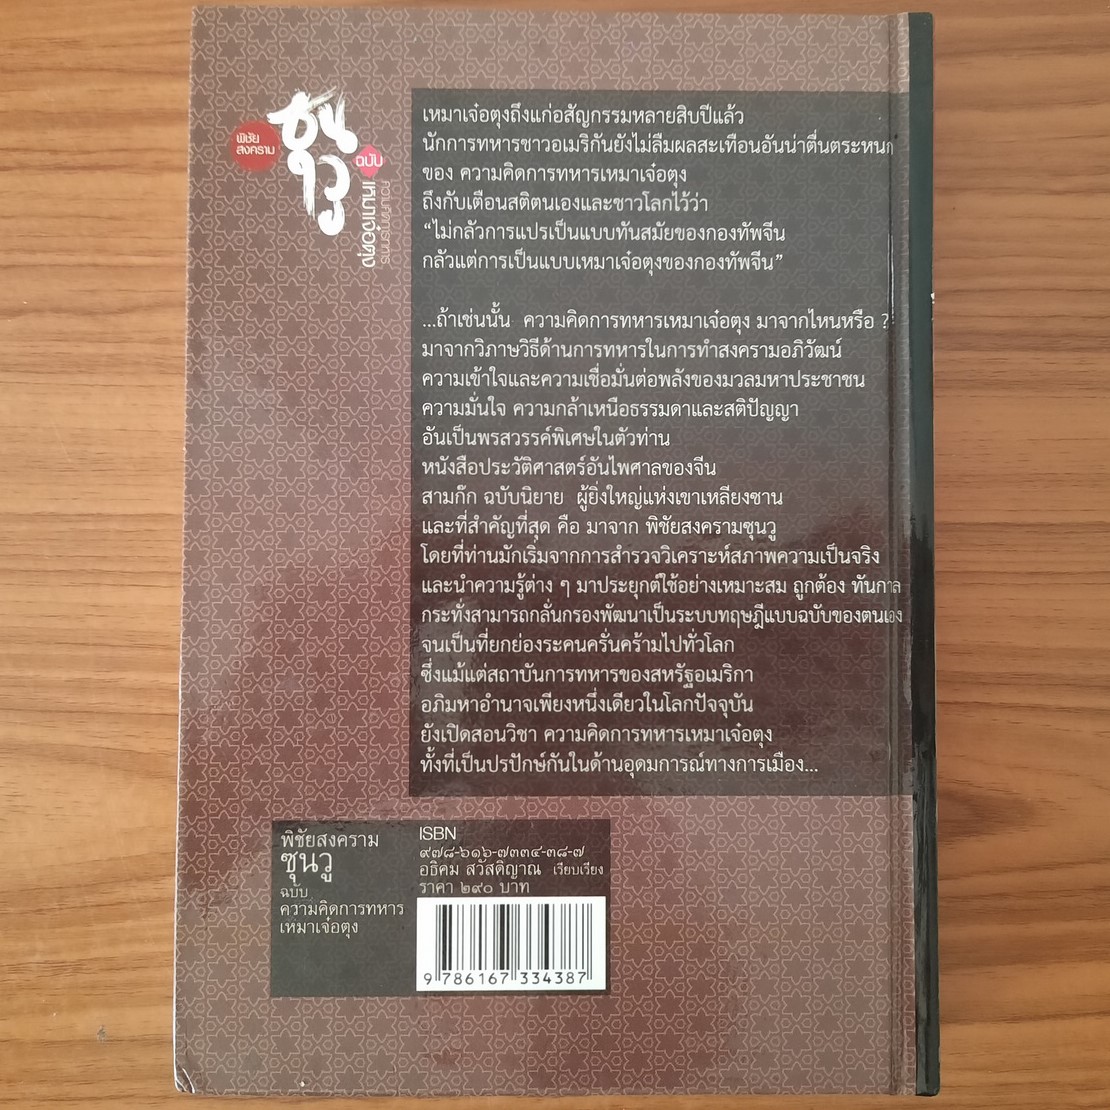 พิชัย
สงคราม
ซุนวู
ฉบับ
ความคิดการทหาร
เหมาเจ๋อตุง
เหมาเจ๋อตุงถึงแก่อสัญกรรมหลายสิบปีแล้ว
นักการทหารชาวอเมริกันยังไม่ลืมผลสะเทือนอันน่าตื่นตระหนก
ของ ความคิดการทหารเหมาเจ๋อตุง
ถึงกับเตือนสติตนเองและชาวโลกไว้ว่า
“ไม่กลัวการแปรเป็นแบบทันสมัยของกองทัพจีน
กลัวแต่การเป็นแบบเหมาเจ๋อตุงของกองทัพจีน”
...ถ้าเช่นนั้น ความคิดการทหารเหมาเจ๋อตุง มาจากไหนหรือ ?
มาจากวิภาษวิธีด้านการทหารในการทำสงครามอภิวัฒน์
ความเข้าใจและความเชื่อมั่นต่อพลังของมวลมหาประชาชน
ความมั่นใจ ความกล้าเหนือธรรมดาและสติปัญญา
อันเป็นพรสวรรค์พิเศษในตัวท่าน
หนังสือประวัติศาสตร์อันไพศาลของจีน
สามก๊ก ฉบับนิยาย ผู้ยิ่งใหญ่แห่งเขาเหลียงซาน
และที่สำคัญที่สุด คือ มาจาก พิชัยสงครามซุนวู
โดยที่ท่านมักเริ่มจากการสำรวจวิเคราะห์สภาพความเป็นจริง
และนำความรู้ต่าง ๆ มาประยุกต์ใช้อย่างเหมาะสม ถูกต้อง ทันกาล
กระทั่งสามารถกลั่นกรองพัฒนาเป็นระบบทฤษฎีแบบฉบับของตนเอง
จนเป็นที่ยกย่องระคนครั่นคร้ามไปทั่วโลก
ซึ่งแม้แต่สถาบันการทหารของสหรัฐอเมริกา
อภิมหาอำนาจเพียงหนึ่งเดียวในโลกปัจจุบัน
ยังเปิดสอนวิชา ความคิดการทหารเหมาเจ๋อตุง
ทั้งที่เป็นปรปักษ์กันในด้านอุดมการณ์ทางการเมือง...
พิชัยสงคราม
ซุนวู
ฉบับ
ความคิดการทหาร
เหมาเจ๋อตุง
ISBN
๙๗๘-๖๑๖-๗๓๓๔-๓๘-๗
อธิคม สวัสดิญาณ เรียบเรียง
ราคา ๒๙๐ บาท
9 786167 334387